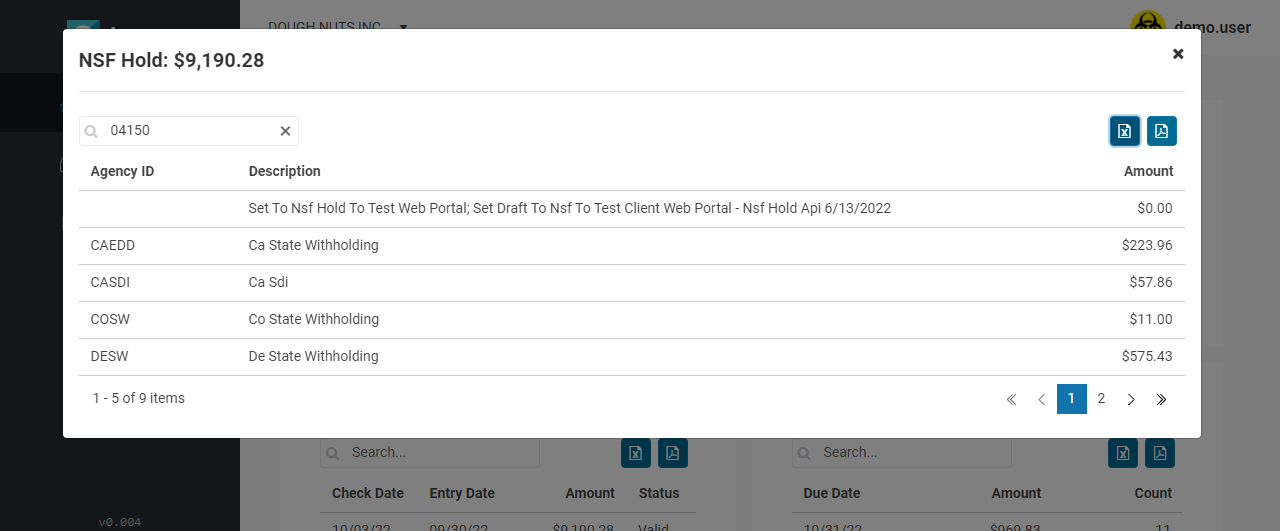 DOUGH NUTS INC
demo.user
NSF Hold: $9,190.28
04150
Agency ID Description Amount
Set To Nsf Hold To Test Web Portal; Set Draft To Nsf To Test Client Web Portal - Nsf Hold Api 6/13/2022 $0.00
CAEDD Ca State Withholding $223.96
CASDI Ca Sdi $57.86
COSW Co State Withholding $11.00
DESW De State Withholding $575.43
1 - 5 of 9 items 1 2
Search... Search...
Check Date Entry Date Amount Status Due Date Amount Count
10/03/22 09/30/22 $9,190.28 Valid 10/31/22 $969.83 11
v0.004